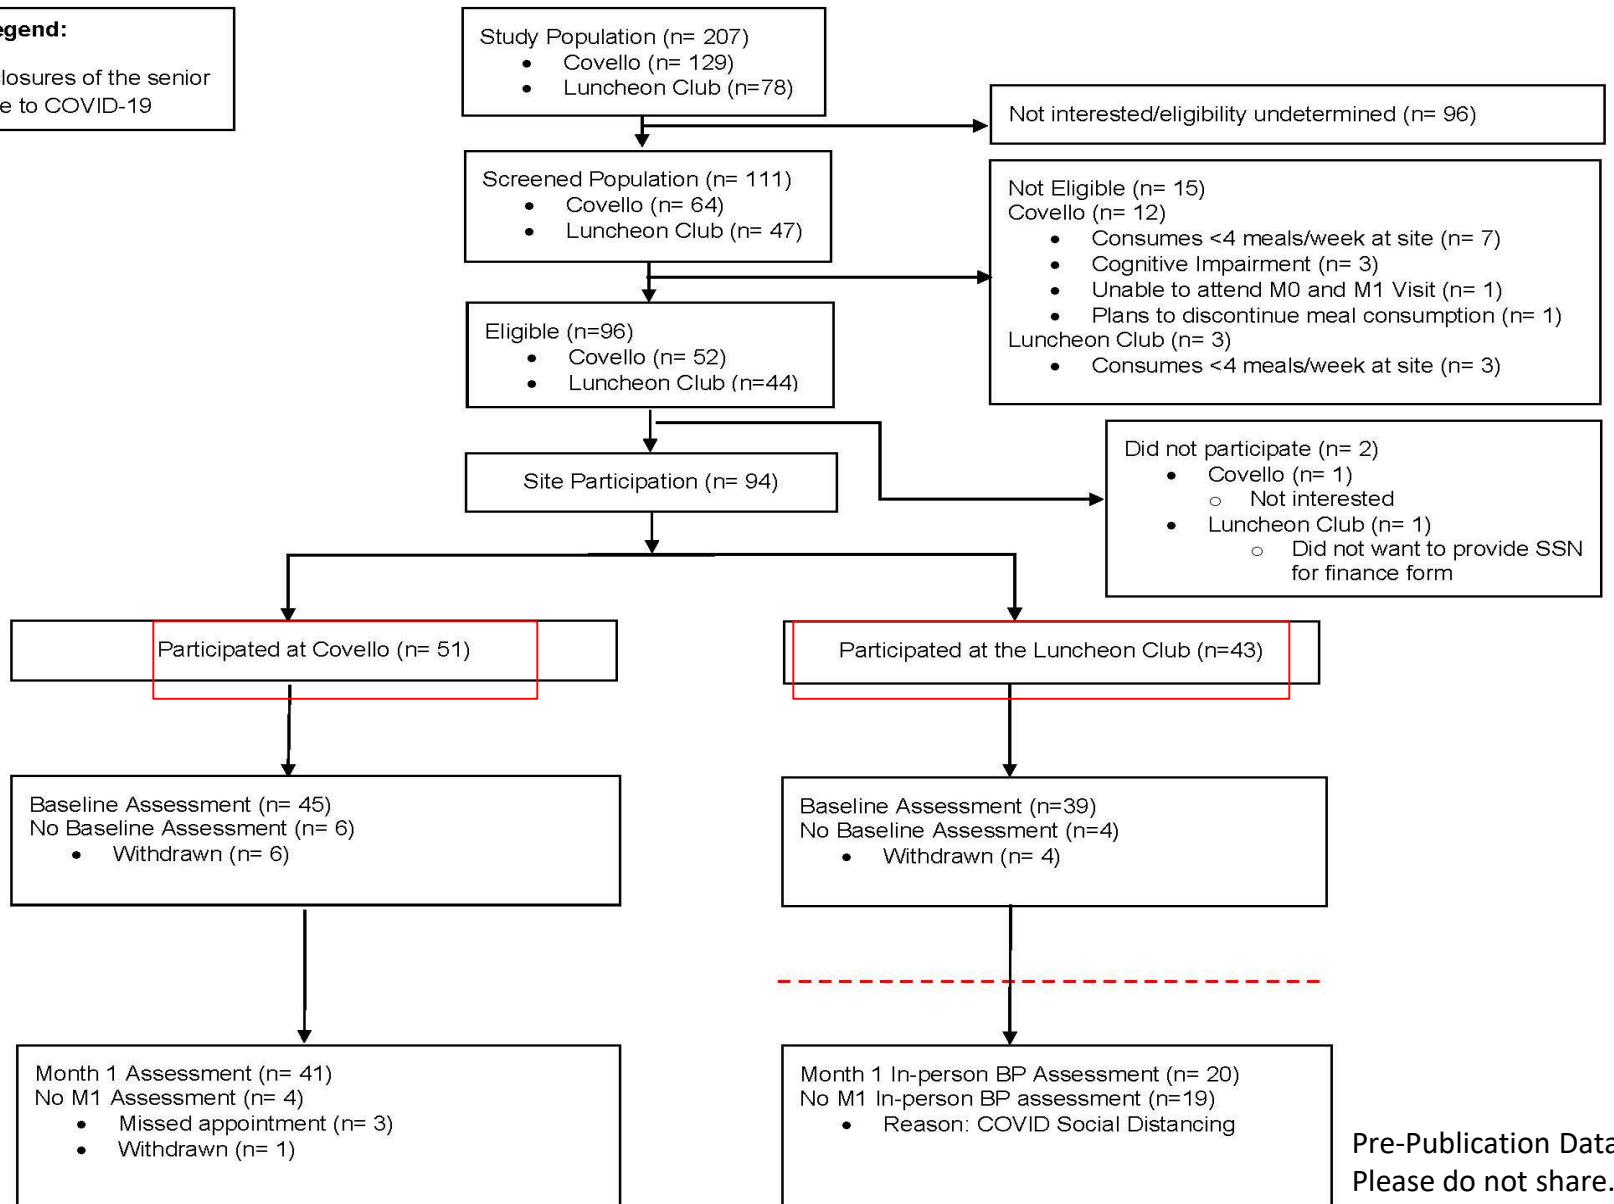 egend:
losures of the senior
e to COVID-19
Study Population (n= 207)
• Covello (n= 129)
• Luncheon Club (n=78)
Not interested/eligibility undetermined (n= 96)
Screened Population (n= 111)
• Covello (n= 64)
• Luncheon Club (n= 47)
Not Eligible (n= 15)
Covello (n= 12)
• Consumes <4 meals/week at site (n= 7)
• Cognitive Impairment (n= 3)
• Unable to attend M0 and M1 Visit (n= 1)
• Plans to discontinue meal consumption (n= 1)
Luncheon Club (n= 3)
• Consumes <4 meals/week at site (n= 3)
Eligible (n=96)
• Covello (n= 52)
• Luncheon Club (n=44)
Did not participate (n= 2)
• Covello (n= 1)
o Not interested
• Luncheon Club (n= 1)
o Did not want to provide SSN
for finance form
Site Participation (n= 94)
Participated at Covello (n= 51)
Participated at the Luncheon Club (n=43)
Baseline Assessment (n= 45)
No Baseline Assessment (n= 6)
• Withdrawn (n= 6)
Baseline Assessment (n=39)
No Baseline Assessment (n=4)
• Withdrawn (n= 4)
Month 1 Assessment (n= 41)
No M1 Assessment (n= 4)
• Missed appointment (n= 3)
• Withdrawn (n= 1)
Month 1 In-person BP Assessment (n= 20)
No M1 In-person BP assessment (n=19)
• Reason: COVID Social Distancing
Pre-Publication Data
Please do not share.